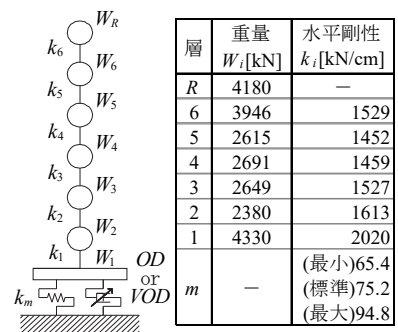 W_R
k_6
W_6
k_5
W_5
k_4
W_4
k_3
W_3
k_2
W_2
k_1
W_1
OD
or
VOD
k_m
層 重量 W_i[kN] 水平剛性 k_i[kN/cm]
R 4180 −
6 3946 1529
5 2615 1452
4 2691 1459
3 2649 1527
2 2380 1613
1 4330 2020
m − (最小)65.4
(標準)75.2
(最大)94.8